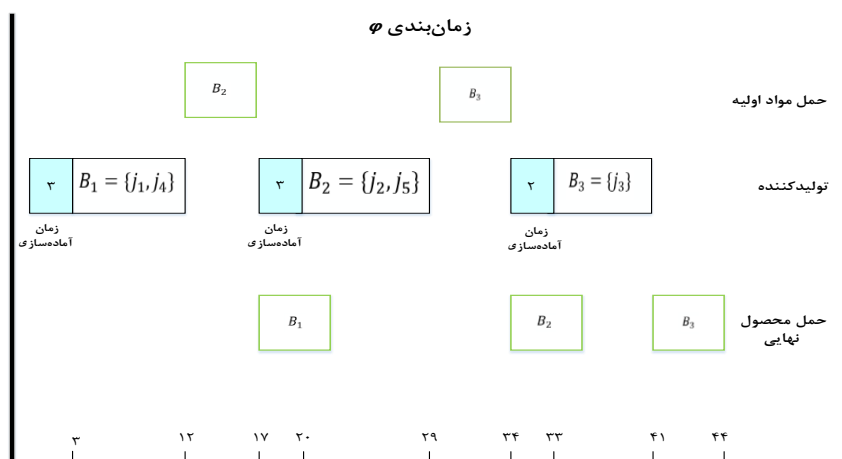 زمان‌بندی φ
B₂
B₃
حمل مواد اولیه
۳
B₁ = {j₁, j₄}
۳
B₂ = {j₂, j₅}
۲
B₃ = {j₃}
تولیدکننده
زمان
آماده‌سازی
زمان
آماده‌سازی
زمان
آماده‌سازی
B₁
B₂
B₃
حمل محصول
نهایی
۳
۱۲
۱۷
۲۰
۲۹
۳۴
۳۳
۴۱
۴۴